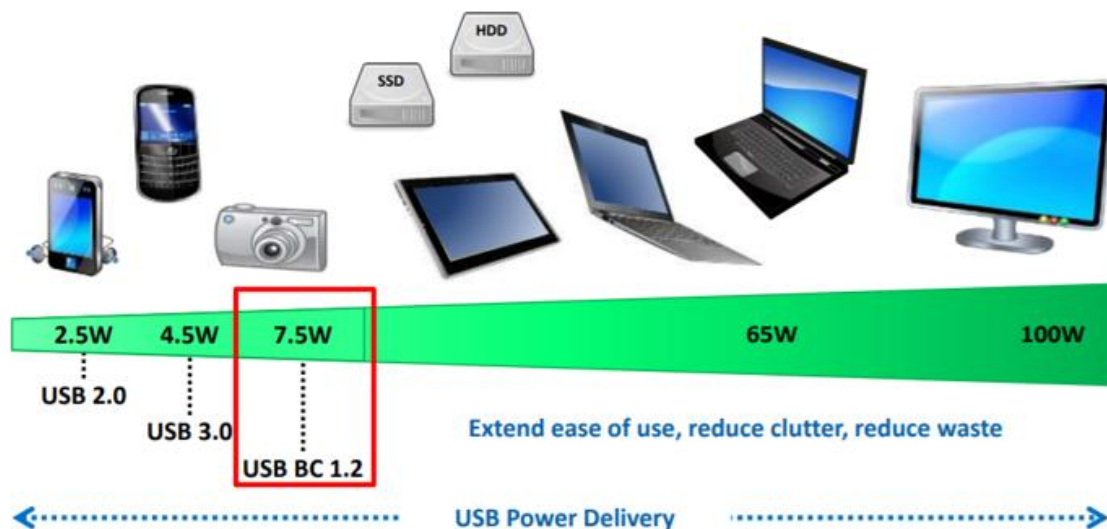 HDD
SSD
2.5W 4.5W 7.5W 65W 100W
USB 2.0
USB 3.0
USB BC 1.2
Extend ease of use, reduce clutter, reduce waste
USB Power Delivery